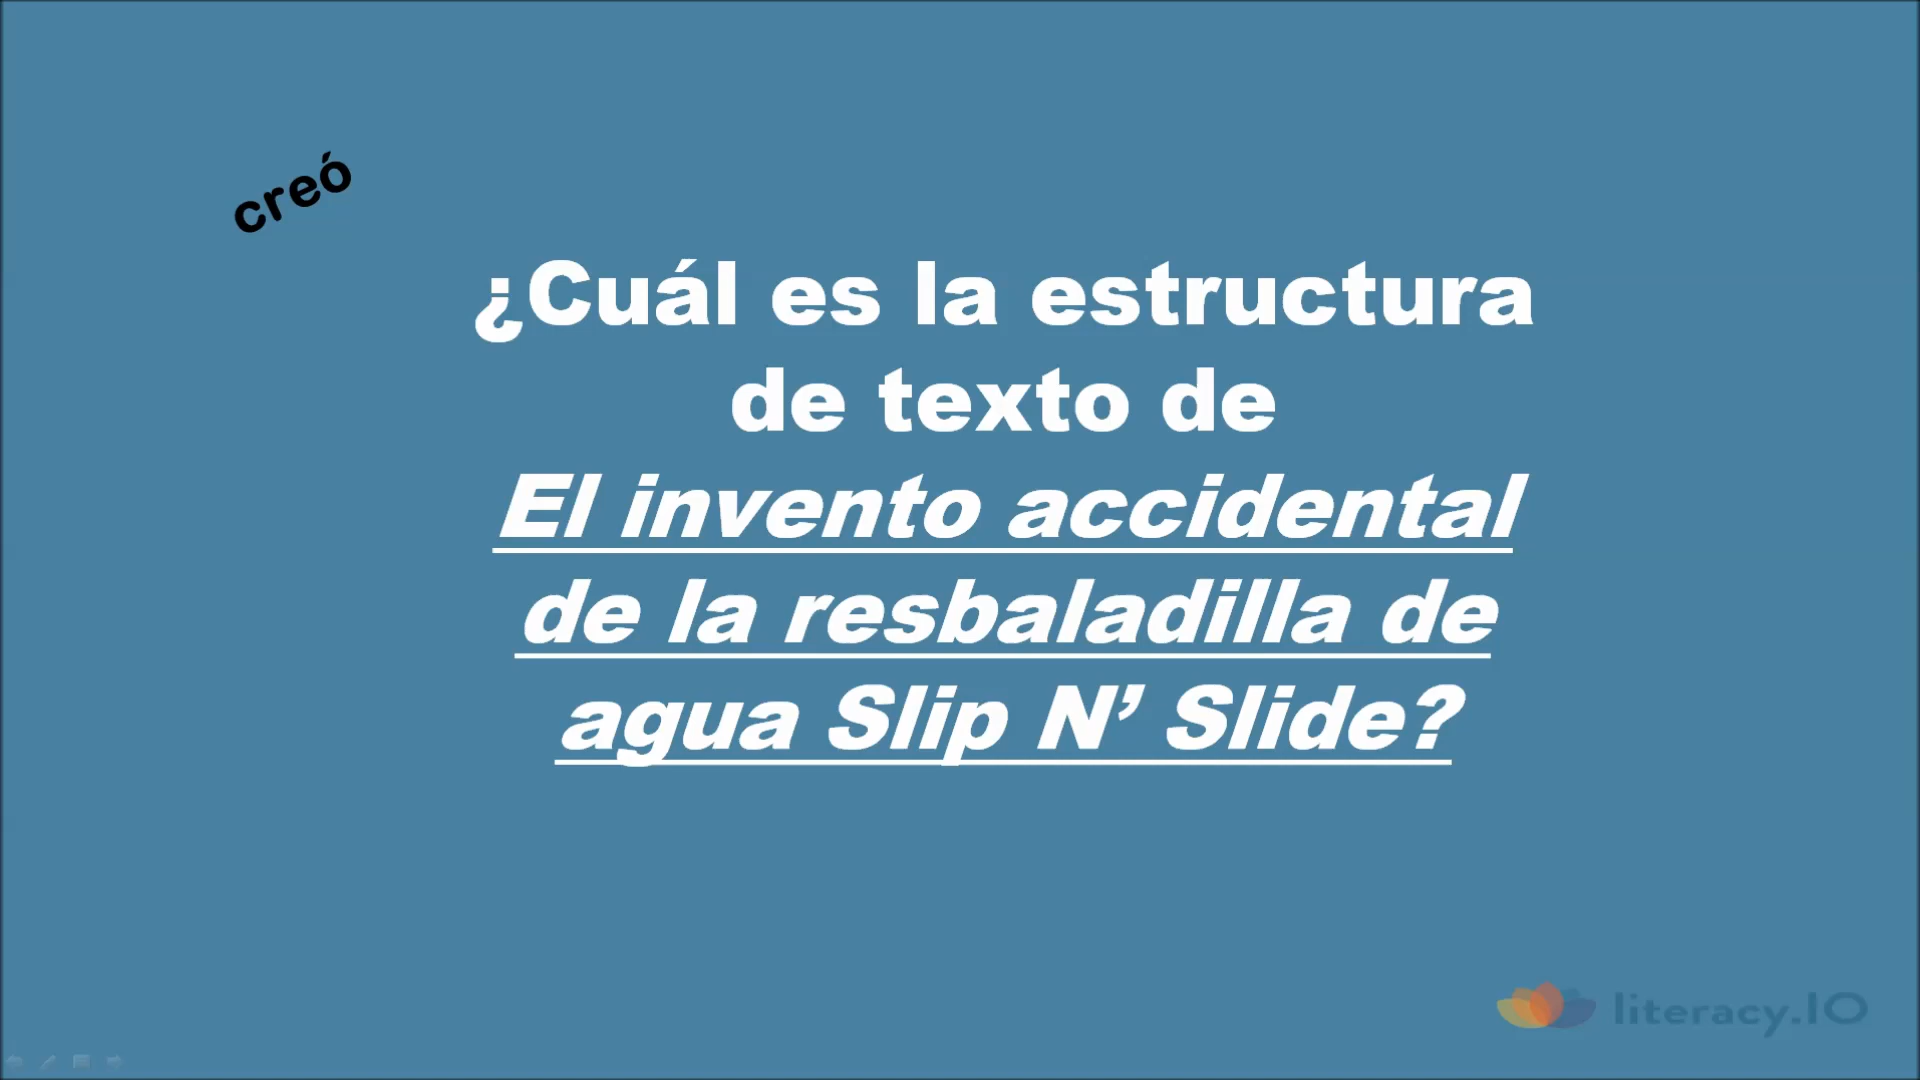 creó
¿Cuál es la estructura
de texto de
El invento accidental
de la resbaladilla de
agua Slip N’ Slide?
literacy.IO